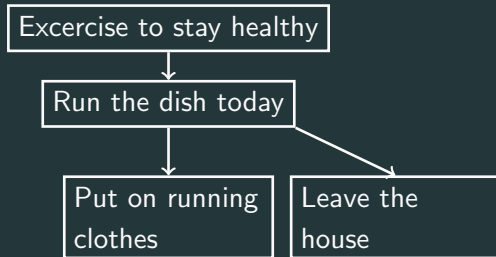 Excercise to stay healthy
Run the dish today
Put on running
clothes
Leave the
house